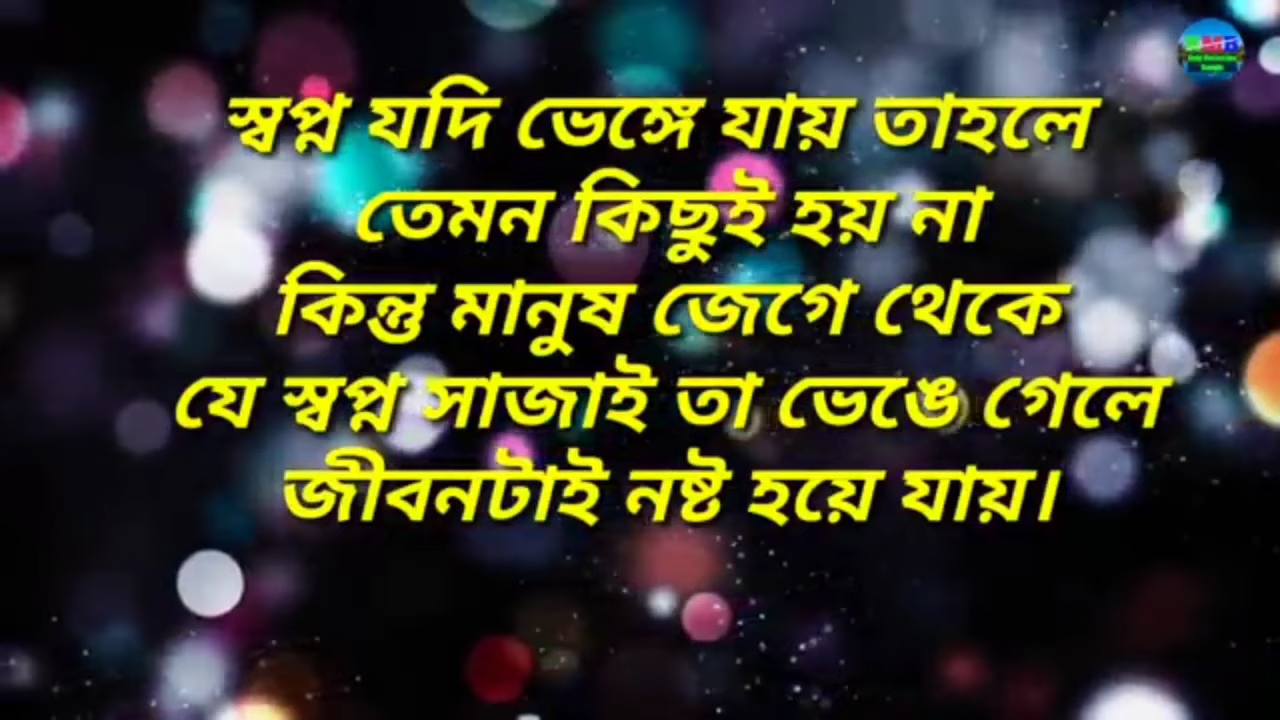 স্বপ্ন যদি ভেঙ্গে যায় তাহলে
তেমন কিছুই হয় না
কিন্তু মানুষ জেগে থেকে
যে স্বপ্ন সাজাই তা ভেঙে গেলে
জীবনটাই নষ্ট হয়ে যায়।